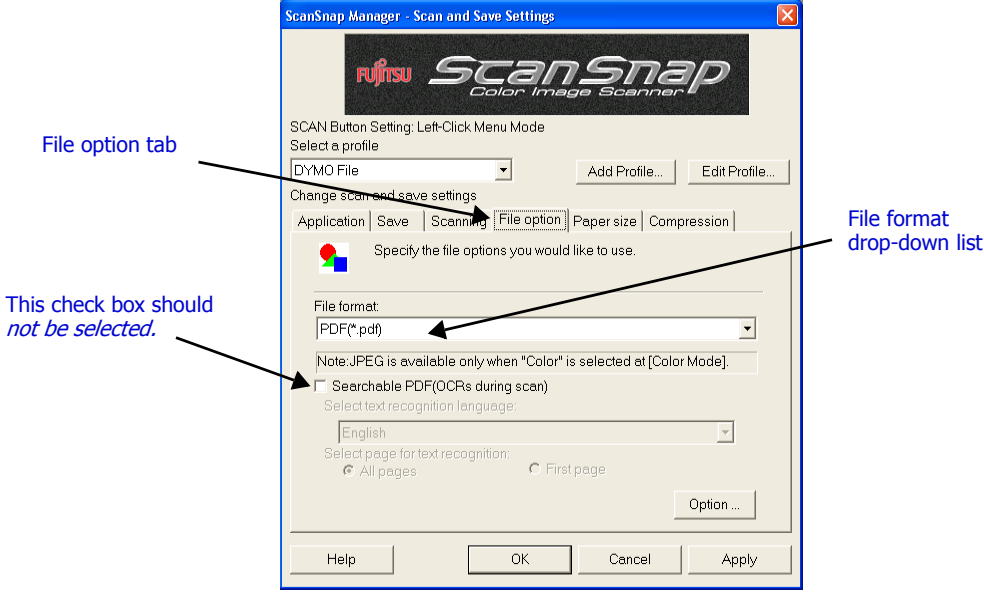 ScanSnap Manager - Scan and Save Settings
FUJITSU ScanSnap
Color Image Scanner
SCAN Button Setting: Left-Click Menu Mode
File option tab
Select a profile
DYMO File
Add Profile...
Edit Profile...
Change scan and save settings
Application
Save
Scanning
File option
Paper size
Compression
File format
drop-down list
Specify the file options you would like to use.
This check box should
not be selected.
File format:
PDF(*.pdf)
Note:JPEG is available only when "Color" is selected at [Color Mode].
Searchable PDF(OCRs during scan)
Select text recognition language:
English
Select page for text recognition:
All pages
First page
Option ...
Help
OK
Cancel
Apply